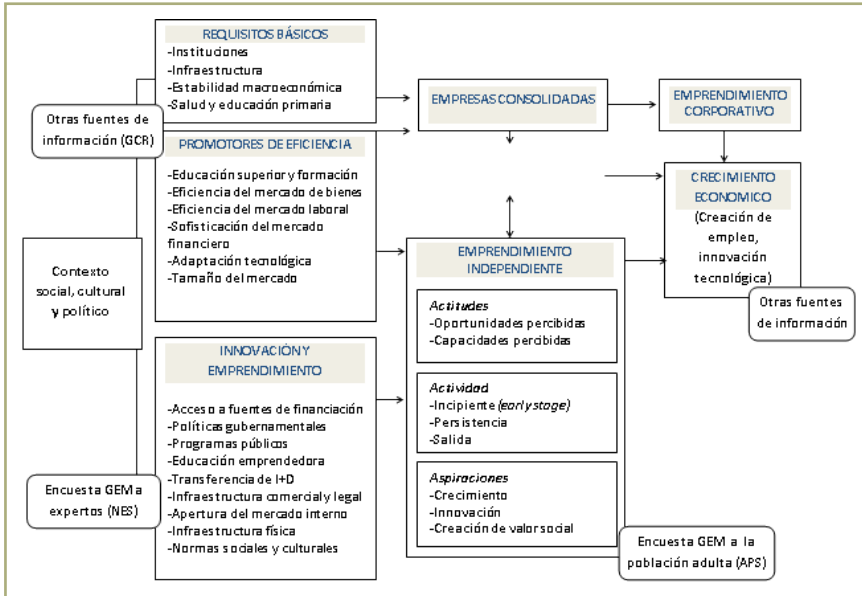 REQUISITOS BÁSICOS
-Instituciones
-Infraestructura
-Estabilidad macroeconómica
-Salud y educación primaria
Otras fuentes de
información (GCR)
PROMOTORES DE EFICIENCIA
-Educación superior y formación
-Eficiencia del mercado de bienes
-Eficiencia del mercado laboral
-Sofisticación del mercado
financiero
-Adaptación tecnológica
-Tamaño del mercado
Contexto
social, cultural
y político
INNOVACIÓN Y
EMPRENDIMIENTO
-Acceso a fuentes de financiación
-Políticas gubernamentales
-Programas públicos
-Educación emprendedora
-Transferencia de I+D
-Infraestructura comercial y legal
-Apertura del mercado interno
-Infraestructura física
-Normas sociales y culturales
Encuesta GEM a
expertos (NES)
EMPRESAS CONSOLIDADAS
EMPRENDIMIENTO
CORPORATIVO
CRECIMIENTO
ECONOMICO
(Creación de
empleo,
innovación
tecnológica)
Otras fuentes
de información
EMPRENDIMIENTO
INDEPENDIENTE
Actitudes
-Oportunidades percibidas
-Capacidades percibidas
Actividad
-Incipiente (early stage)
-Persistencia
-Salida
Aspiraciones
-Crecimiento
-Innovación
-Creación de valor social
Encuesta GEM a la
población adulta (APS)